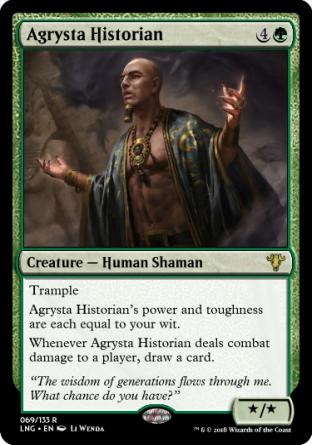 Agrysta Historian 4
Creature — Human Shaman
Trample
Agrysta Historian's power and toughness
are each equal to your wit.
Whenever Agrysta Historian deals combat
damage to a player, draw a card.
“The wisdom of generations flows through me.
What chance do you have?”
069/133 R
LNG • EN Li Wenda
™ & © 2018 Wizards of the Coast
★/★